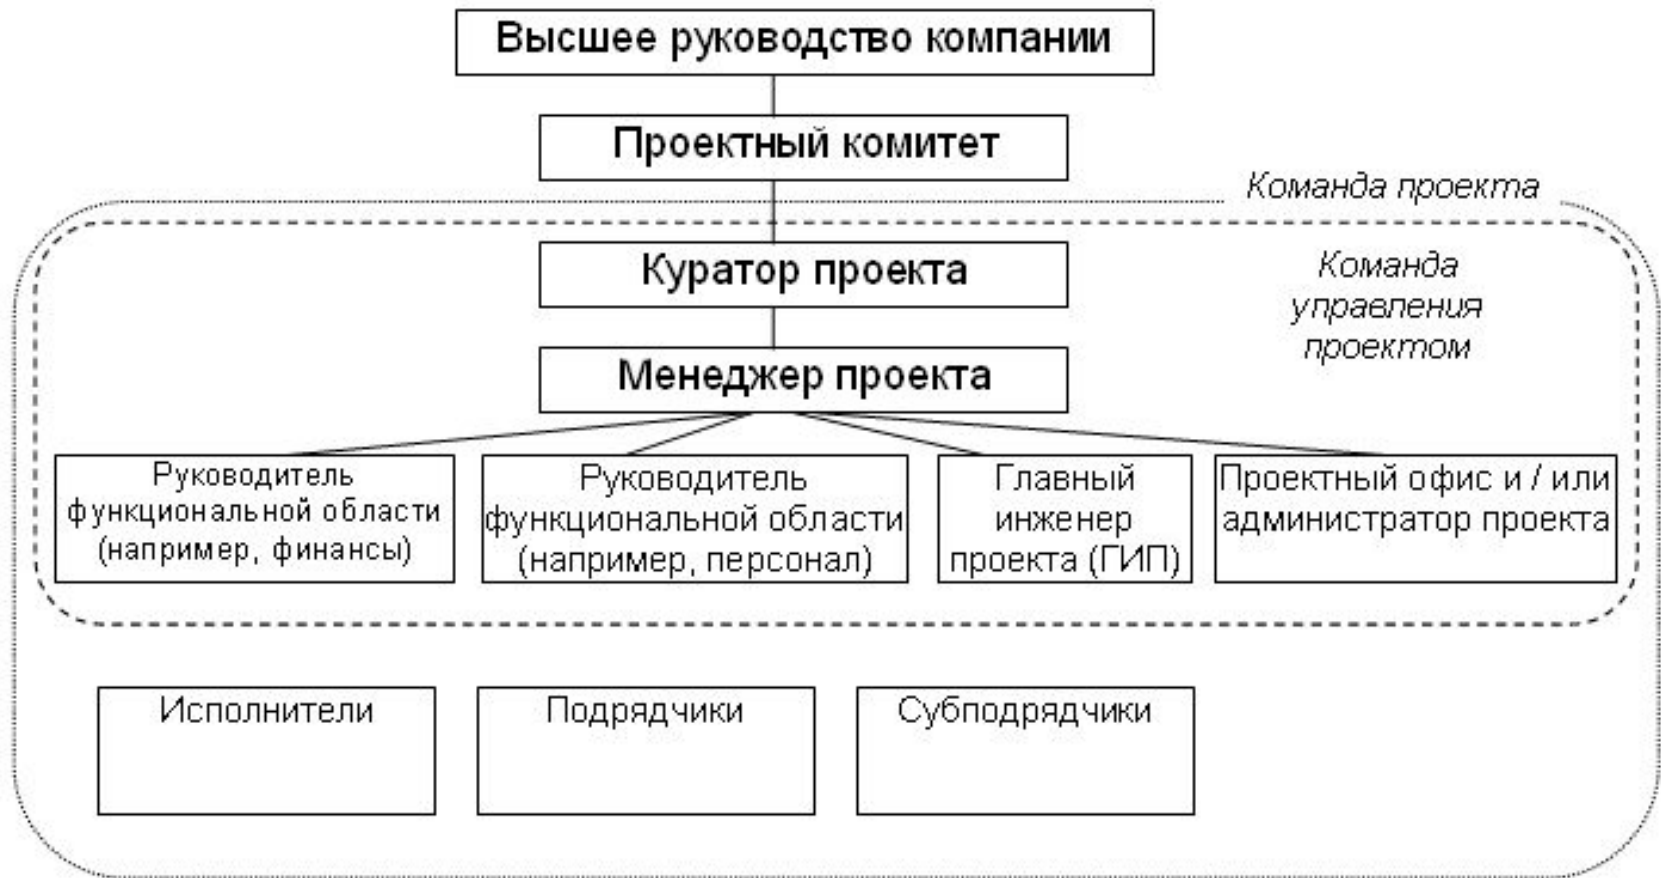 Высшее руководство компании
Проектный комитет
Команда проекта
Куратор проекта
Команда
управления
проектом
Менеджер проекта
Руководитель
функциональной области
(например, финансы)
Руководитель
функциональной области
(например, персонал)
Главный
инженер
проекта (ГИП)
Проектный офис и / или
администратор проекта
Исполнители
Подрядчики
Субподрядчики